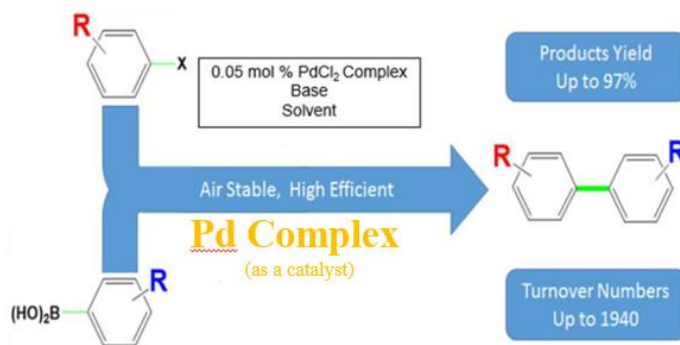 R
X
0.05 mol % PdCl₂ Complex
Base
Solvent
Products Yield
Up to 97%
R
R
Air Stable, High Efficient
Pd Complex
(as a catalyst)
R
(HO)₂B
Turnover Numbers
Up to 1940